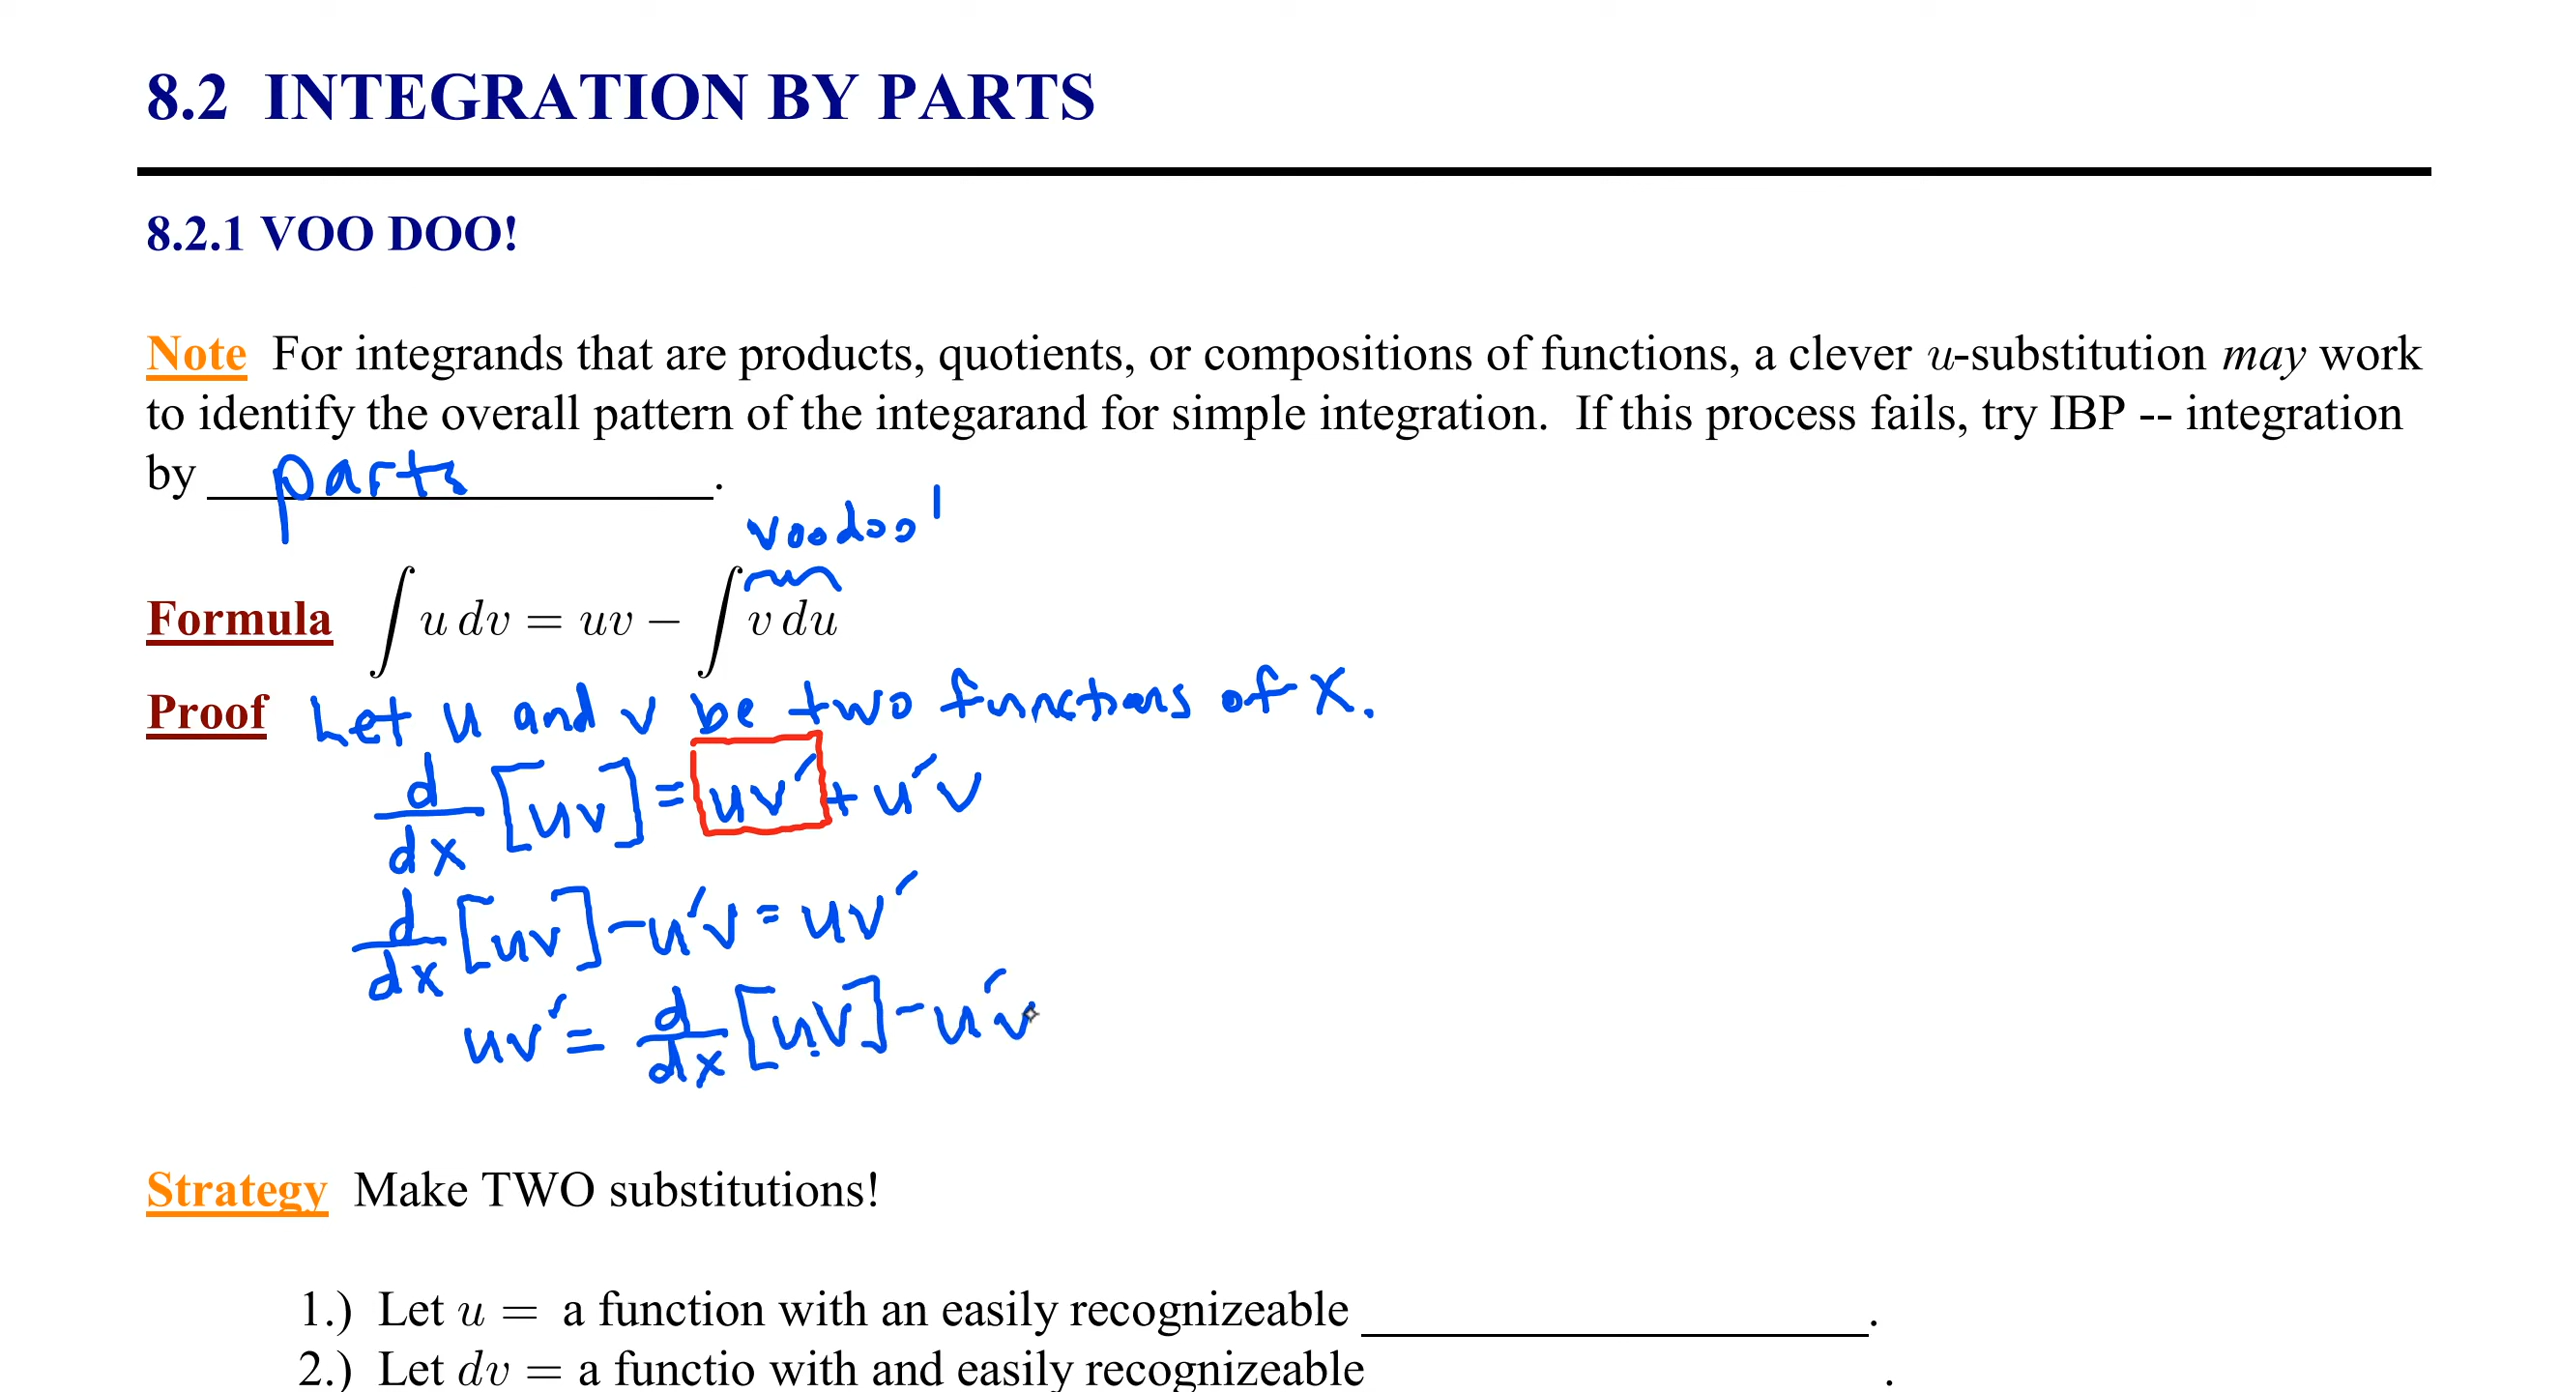 8.2 INTEGRATION BY PARTS
8.2.1 VOO DOO!
Note For integrands that are products, quotients, or compositions of functions, a clever u-substitution may work
to identify the overall pattern of the integarand for simple integration. If this process fails, try IBP -- integration
by parts.
voodoo!
Formula ∫ u dv = uv − ∫ v du
Proof Let u and v be two functions of x.
d/dx [uv] = uv′ + u′v
d/dx [uv] − u′v = uv′
uv′ = d/dx [uv] − u′v
Strategy Make TWO substitutions!
1.) Let u = a function with an easily recognizeable ____________.
2.) Let dv = a functio with and easily recognizeable .